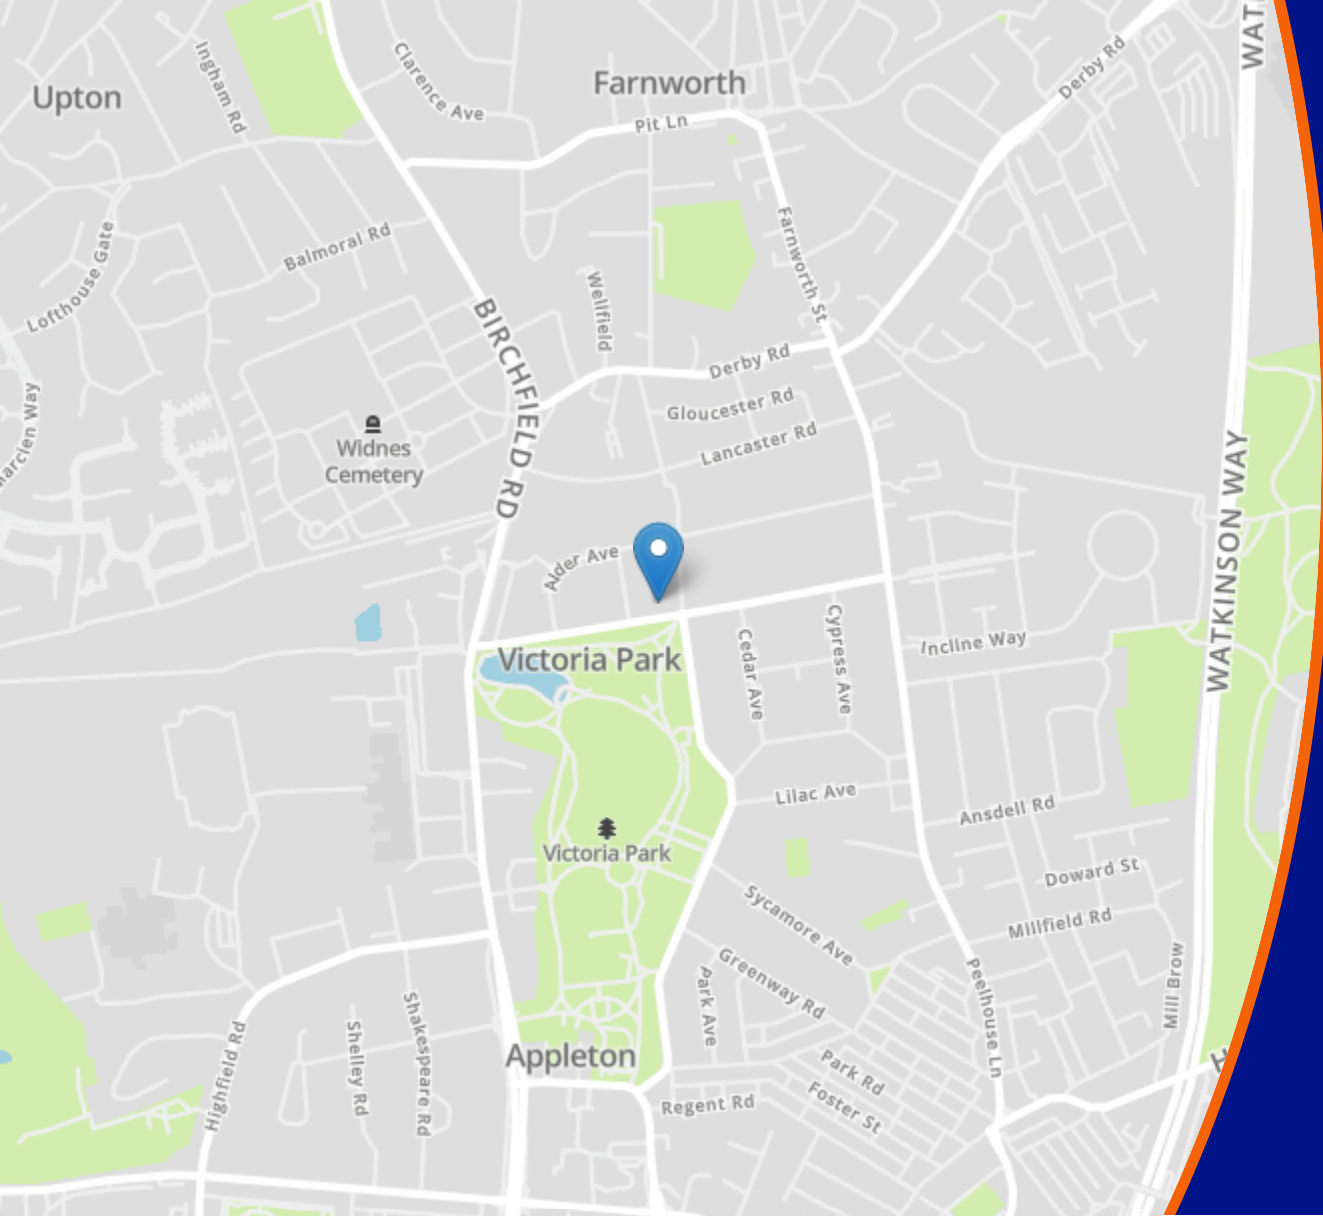 WAT
Clarence Ave
Ingham Rd
Derby Rd
Farnworth
Upton
Pit Ln
Farnworth St
Balmoral Rd
Lofthouse Gate
Wellfield
BIRCHFIELD RD
Derby Rd
Gloucester Rd
Lancaster Rd
arcien Way
Widnes
Cemetery
WATKINSON WAY
Alder Ave
Cypress Ave
Cedar Ave
Incline Way
Victoria Park
Lilac Ave
Ansdell Rd
Victoria Park
Doward St
Sycamore Ave
Millfield Rd
Greenway Rd
Park Ave
Peelhouse Ln
Mill Brow
Shakespeare Rd
Shelley Rd
Highfield Rd
Appleton
Park Rd
Foster St
Regent Rd
H